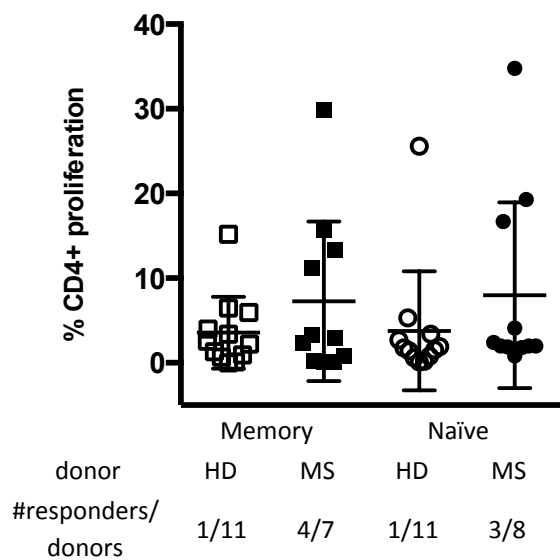 40
30
20
10
0
% CD4+ proliferation
Memory Naïve
donor HD MS HD MS
#responders/
donors 1/11 4/7 1/11 3/8